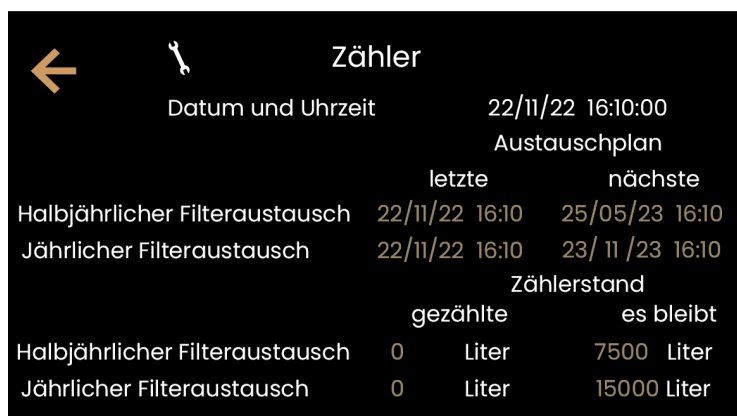 Zähler
Datum und Uhrzeit 22/11/22 16:10:00
Austauschplan
letzte nächste
Halbjährlicher Filteraustausch 22/11/22 16:10 25/05/23 16:10
Jährlicher Filteraustausch 22/11/22 16:10 23/ 11 /23 16:10
Zählerstand
gezählte es bleibt
Halbjährlicher Filteraustausch 0 Liter 7500 Liter
Jährlicher Filteraustausch 0 Liter 15000 Liter